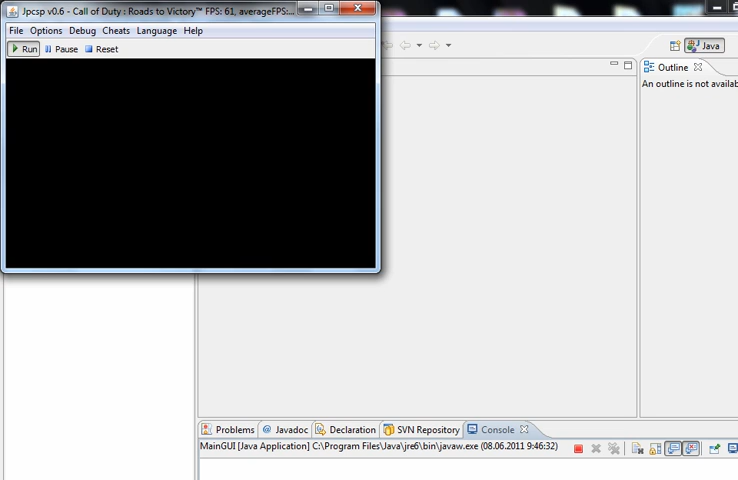 Jpcsp v0.6 - Call of Duty : Roads to Victory™ FPS: 61, averageFPS:...
File Options Debug Cheats Language Help
Run Pause Reset
Java
Outline
An outline is not availab
Problems @ Javadoc Declaration SVN Repository Console
MainGUI [Java Application] C:\Program Files\Java\jre6\bin\javaw.exe (08.06.2011 9:46:32)